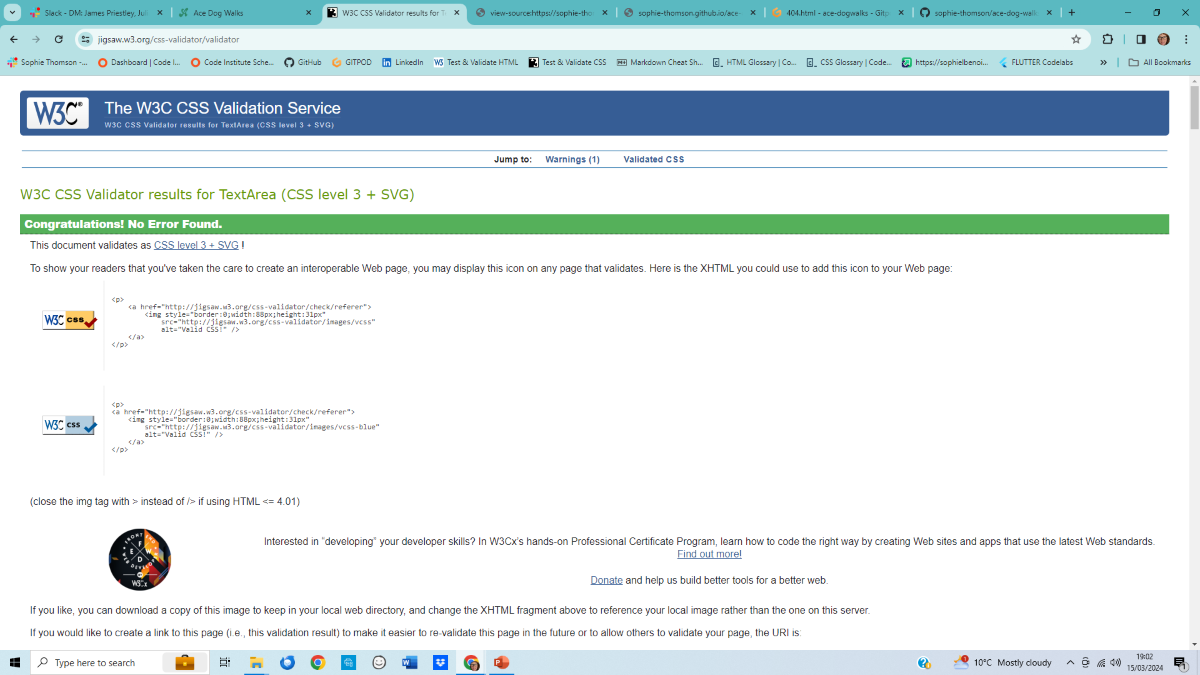 Slack - DM: James Priestley, Juli
Ace Dog Walks
W3C CSS Validator results for T
view-source:https://sophie-tho
sophie-thomson.github.io/ace
404.html - ace-dogwalks - Gitp
sophie-thomson/ace-dog-walk
jigsaw.w3.org/css-validator/validator
Sophie Thomson -...
Dashboard | Code I...
Code Institute Sche...
GitHub
GITPOD
LinkedIn
Test & Validate HTML
Test & Validate CSS
Markdown Cheat Sh...
HTML Glossary | Co...
CSS Glossary | Code...
https://sophielbenoi...
FLUTTER Codelabs
All Bookmarks
W3C®
The W3C CSS Validation Service
W3C CSS Validator results for TextArea (CSS level 3 + SVG)
Jump to: Warnings (1) Validated CSS
W3C CSS Validator results for TextArea (CSS level 3 + SVG)
Congratulations! No Error Found.
This document validates as CSS level 3 + SVG !
To show your readers that you've taken the care to create an interoperable Web page, you may display this icon on any page that validates. Here is the XHTML you could use to add this icon to your Web page:
W3C css
<p>
<a href="http://jigsaw.w3.org/css-validator/check/referer">
<img style="border:0;width:88px;height:31px"
src="http://jigsaw.w3.org/css-validator/images/vcss"
alt="Valid CSS!" />
</a>
</p>
W3C css
<p>
<a href="http://jigsaw.w3.org/css-validator/check/referer">
<img style="border:0;width:88px;height:31px"
src="http://jigsaw.w3.org/css-validator/images/vcss-blue"
alt="Valid CSS!" />
</a>
</p>
(close the img tag with > instead of /> if using HTML <= 4.01)
Interested in "developing" your developer skills? In W3Cx's hands-on Professional Certificate Program, learn how to code the right way by creating Web sites and apps that use the latest Web standards.
Find out more!
Donate and help us build better tools for a better web.
If you like, you can download a copy of this image to keep in your local web directory, and change the XHTML fragment above to reference your local image rather than the one on this server.
If you would like to create a link to this page (i.e., this validation result) to make it easier to re-validate this page in the future or to allow others to validate your page, the URI is:
Type here to search
10°C Mostly cloudy
19:02
15/03/2024